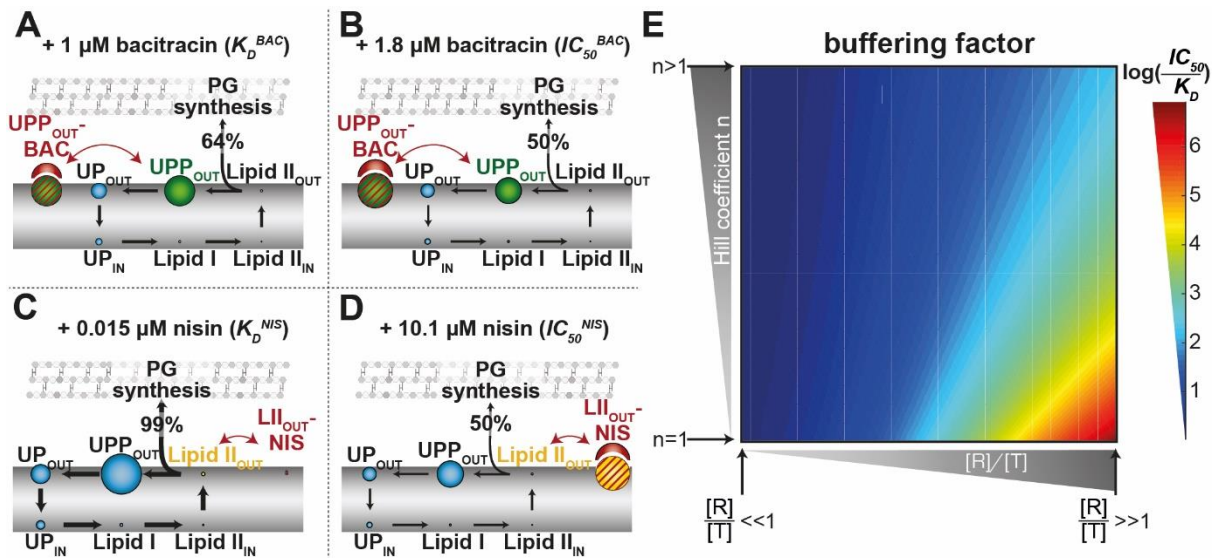 A
+ 1 µM bacitracin (K_D^BAC)
PG
synthesis
64%
UPP_OUT-
BAC
UP_OUT
UPP_OUT
Lipid II_OUT
UP_IN
Lipid I
Lipid II_IN
B
+ 1.8 µM bacitracin (IC_50^BAC)
PG
synthesis
50%
UPP_OUT-
BAC
UP_OUT
UPP_OUT
Lipid II_OUT
UP_IN
Lipid I
Lipid II_IN
C
+ 0.015 µM nisin (K_D^NIS)
PG
synthesis
99%
LII_OUT-
NIS
UP_OUT
UPP_OUT
Lipid II_OUT
UP_IN
Lipid I
Lipid II_IN
D
+ 10.1 µM nisin (IC_50^NIS)
PG
synthesis
50%
LII_OUT-
NIS
UP_OUT
UPP_OUT
Lipid II_OUT
UP_IN
Lipid I
Lipid II_IN
E
buffering factor
n>1
Hill coefficient n
n=1
log(IC_50/K_D)
6
5
4
3
2
1
[R]/[T]
[R]/[T] <<1
[R]/[T] >>1